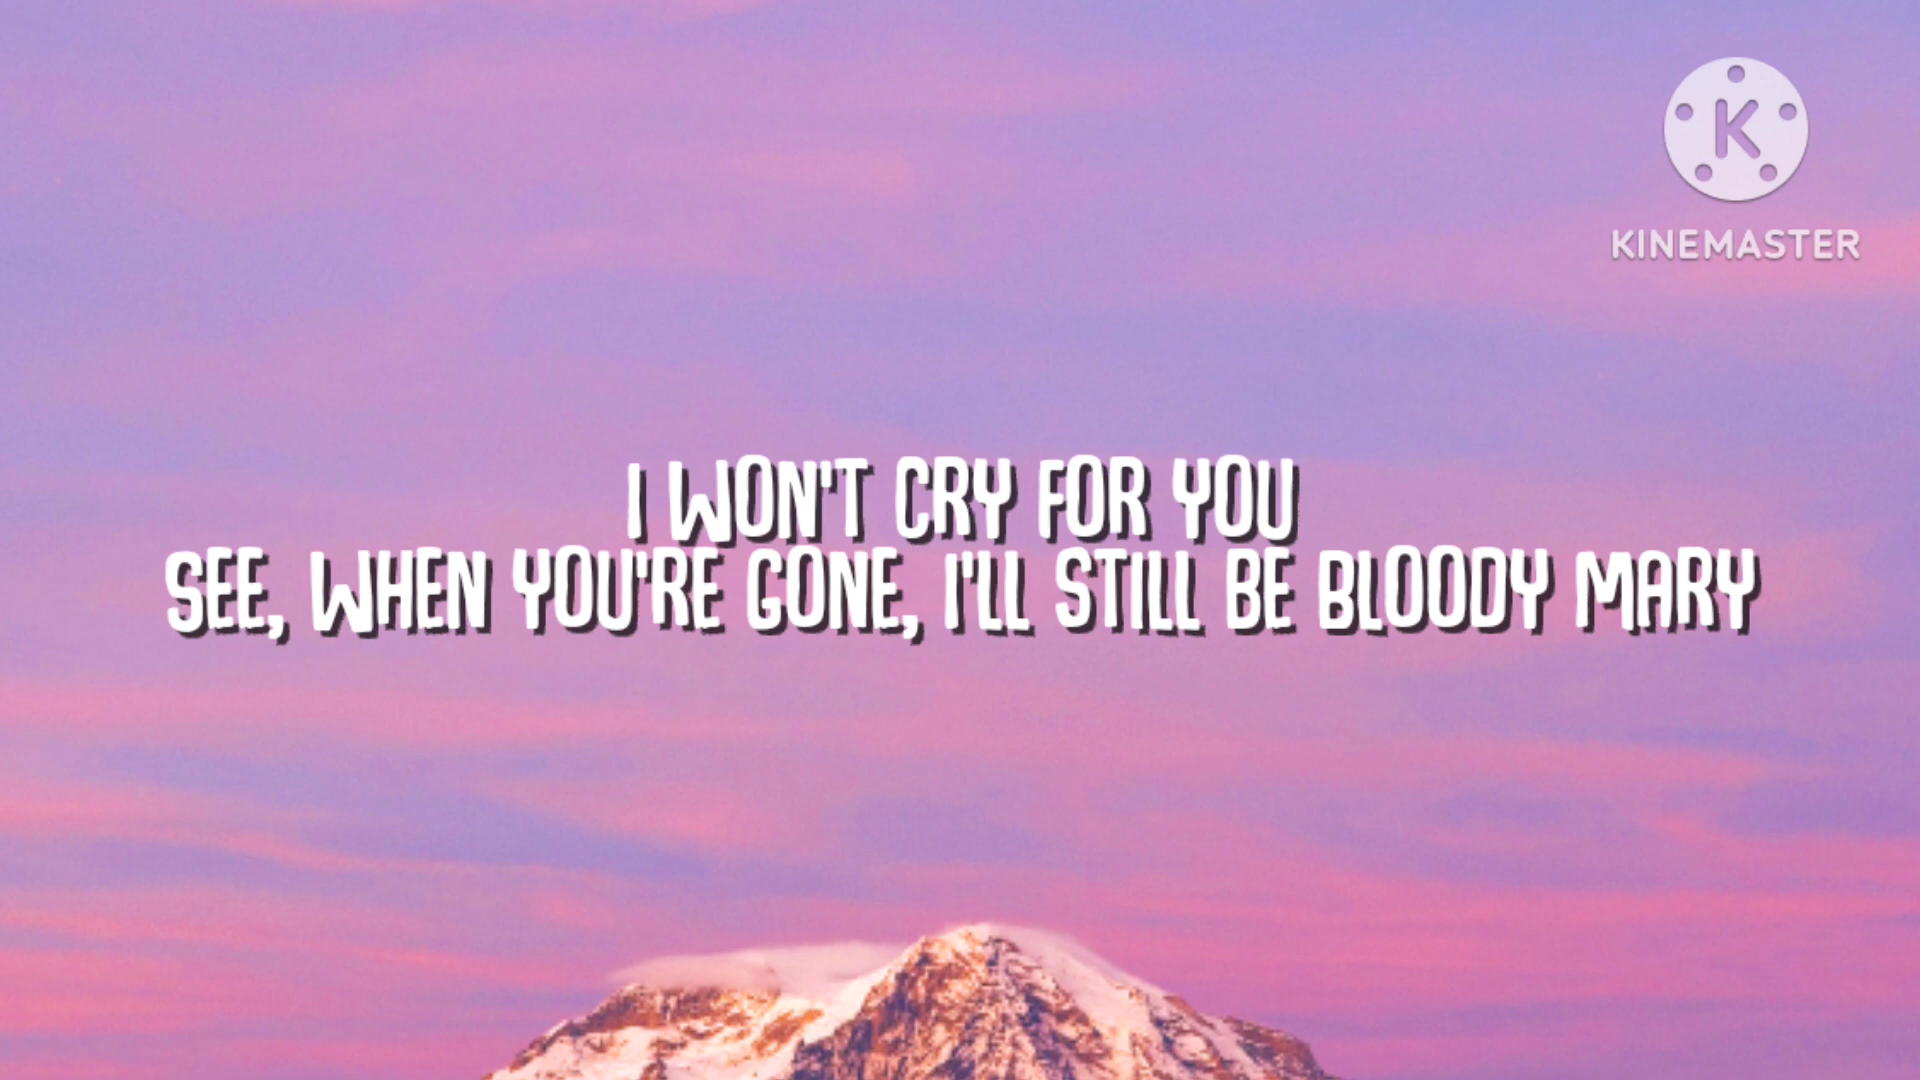 K
KINEMASTER
I WON'T CRY FOR YOU
SEE, WHEN YOU'RE GONE, I'LL STILL BE BLOODY MARY